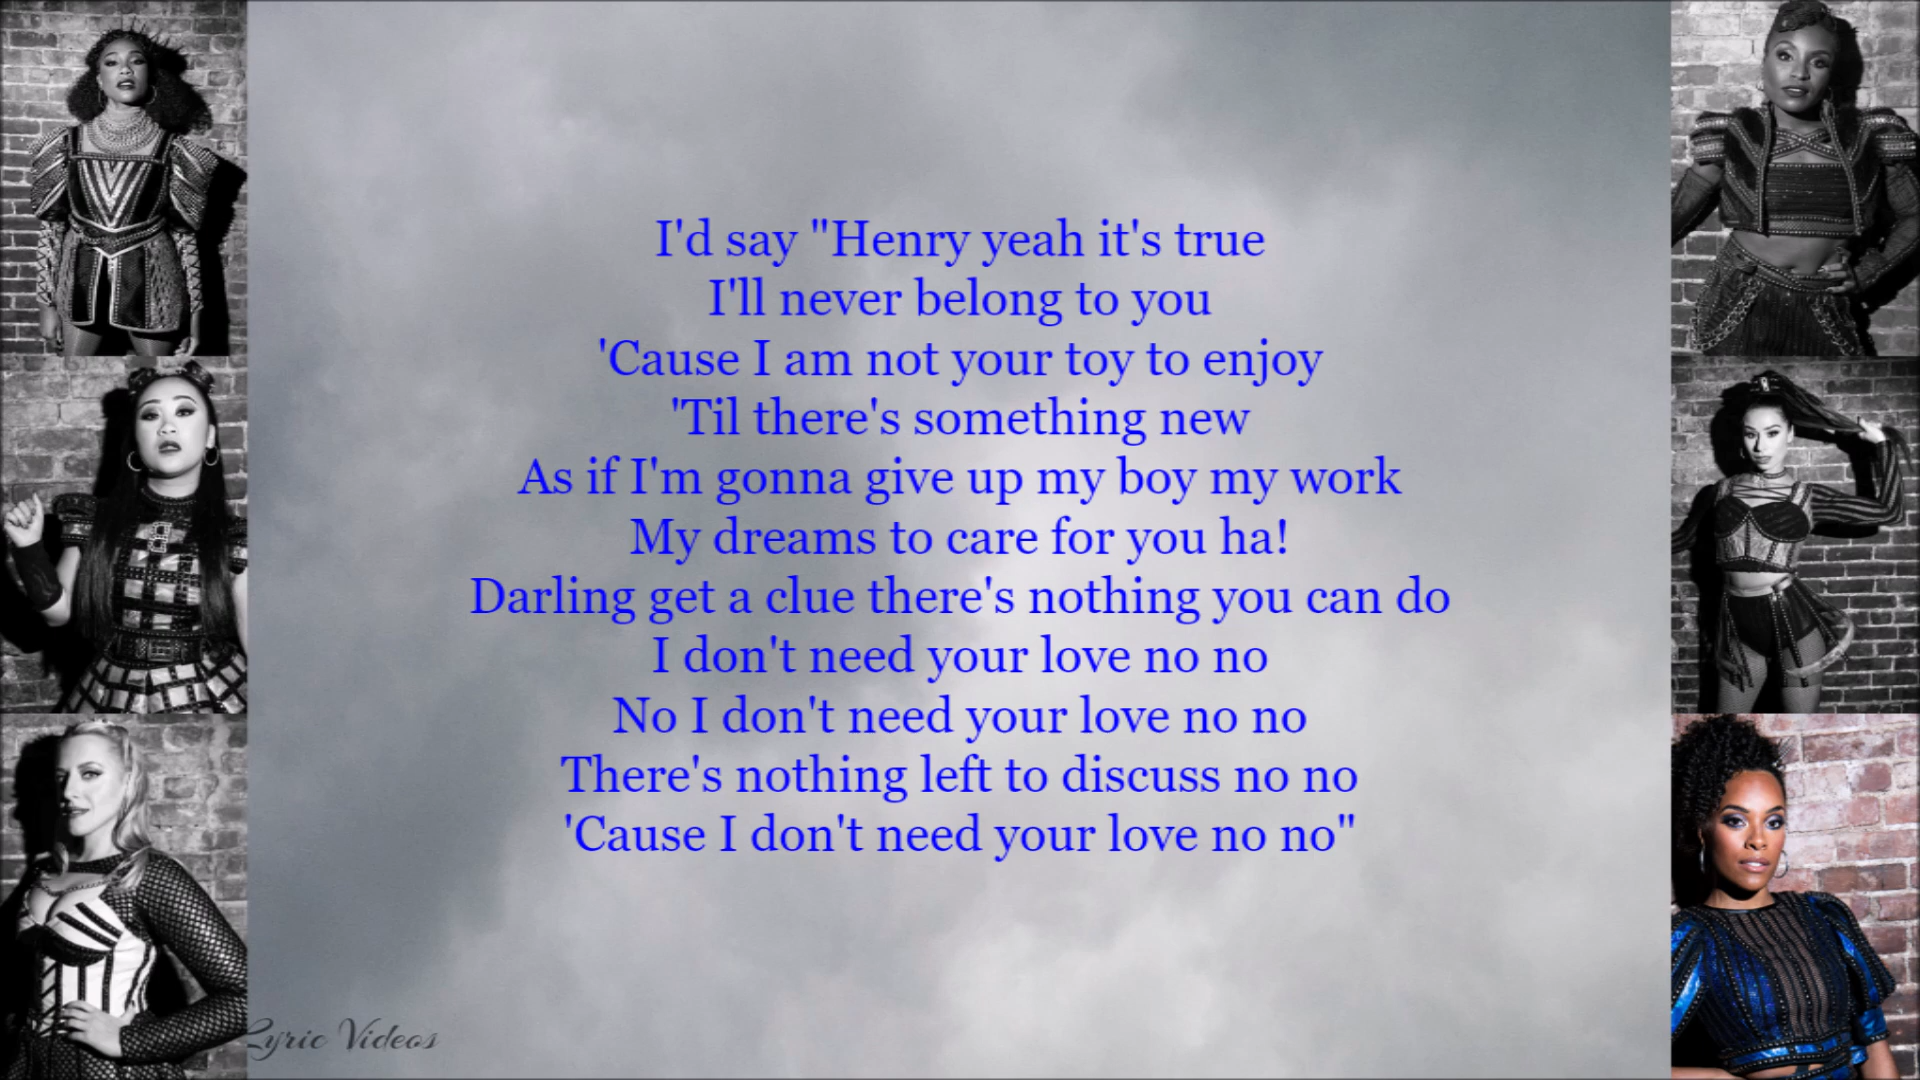 I'd say "Henry yeah it's true
I'll never belong to you
'Cause I am not your toy to enjoy
'Til there's something new
As if I'm gonna give up my boy my work
My dreams to care for you ha!
Darling get a clue there's nothing you can do
I don't need your love no no
No I don't need your love no no
There's nothing left to discuss no no
'Cause I don't need your love no no"
Lyric Videos